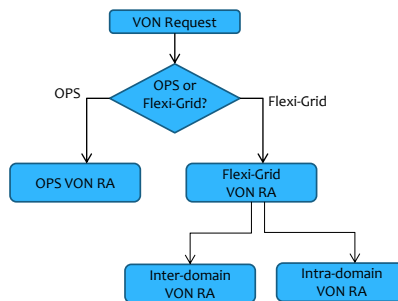 VON Request
OPS or
Flexi-Grid?
OPS
Flexi-Grid
OPS VON RA
Flexi-Grid
VON RA
Inter-domain
VON RA
Intra-domain
VON RA